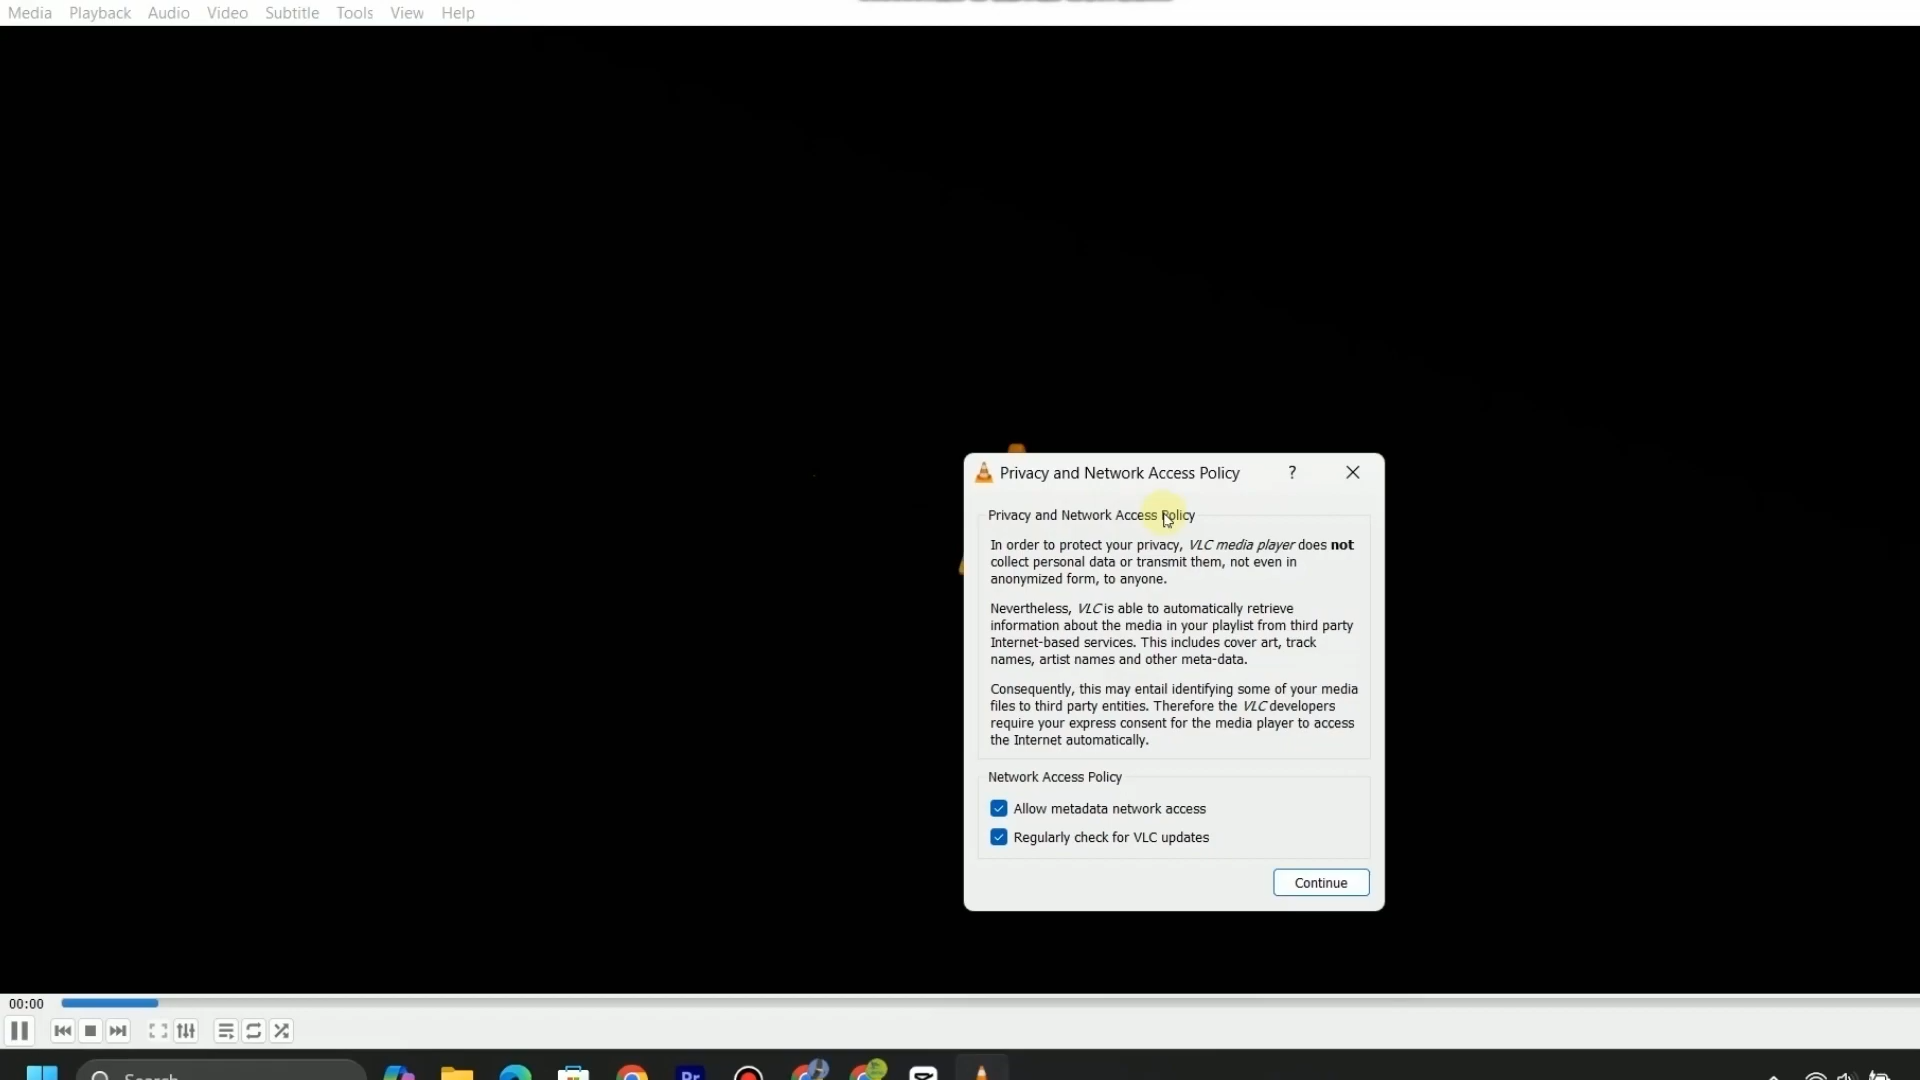 Media Playback Audio Video Subtitle Tools View Help
Privacy and Network Access Policy ?
Privacy and Network Access Policy
In order to protect your privacy, VLC media player does not
collect personal data or transmit them, not even in
anonymized form, to anyone.
Nevertheless, VLC is able to automatically retrieve
information about the media in your playlist from third party
Internet-based services. This includes cover art, track
names, artist names and other meta-data.
Consequently, this may entail identifying some of your media
files to third party entities. Therefore the VLC developers
require your express consent for the media player to access
the Internet automatically.
Network Access Policy
Allow metadata network access
Regularly check for VLC updates
Continue
00:00
Search
Pr